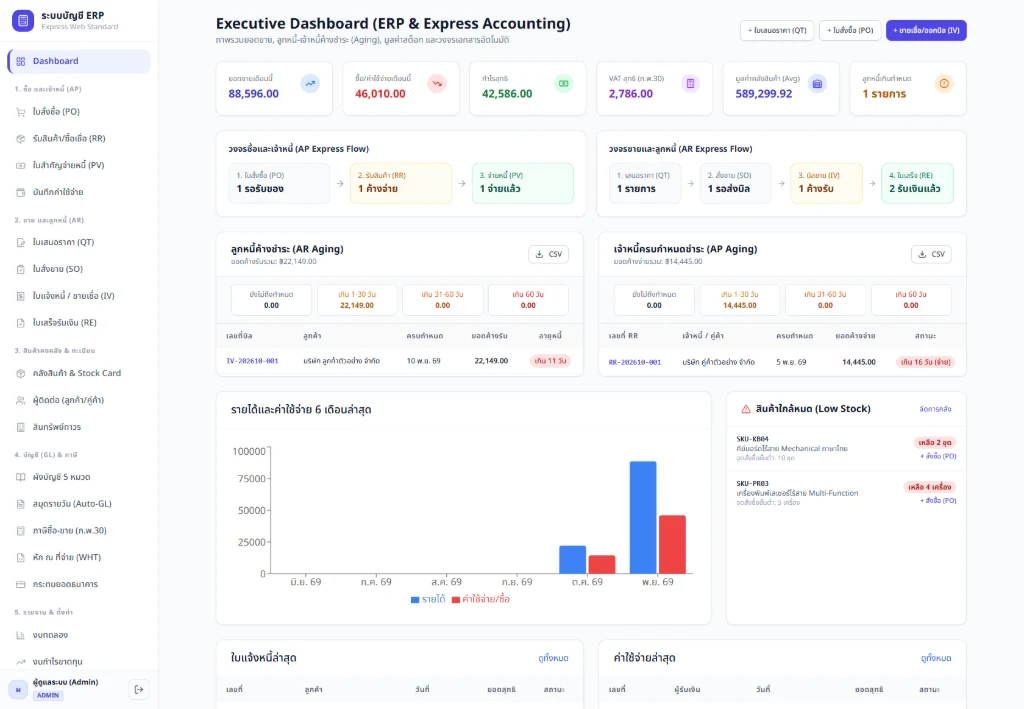 ระบบบัญชี ERP
Express Web Standard
Dashboard
1. ซื้อ และเจ้าหนี้ (AP)
ใบสั่งซื้อ (PO)
รับสินค้า/ซื้อเชื่อ (RR)
ใบสำคัญจ่ายหนี้ (PV)
บันทึกค่าใช้จ่าย
2. ขาย และลูกหนี้ (AR)
ใบเสนอราคา (QT)
ใบสั่งขาย (SO)
ใบแจ้งหนี้ / ขายเชื่อ (IV)
ใบเสร็จรับเงิน (RE)
3. สินค้าคงคลัง & ทะเบียน
คลังสินค้า & Stock Card
ผู้ติดต่อ (ลูกค้า/คู่ค้า)
สินทรัพย์ถาวร
4. บัญชี (GL) & ภาษี
ผังบัญชี 5 หมวด
สมุดรายวัน (Auto-GL)
ภาษีซื้อ-ขาย (ภ.พ.30)
หัก ณ ที่จ่าย (WHT)
กระทบยอดธนาคาร
5. รายงาน & ตั้งค่า
งบทดลอง
งบกำไรขาดทุน
ผู้ดูแลระบบ (Admin)
ADMIN
Executive Dashboard (ERP & Express Accounting)
ภาพรวมยอดขาย, ลูกหนี้-เจ้าหนี้ค้างชำระ (Aging), มูลค่าสต็อก และวงจรเอกสารอัตโนมัติ
+ ใบเสนอราคา (QT)
+ ใบสั่งซื้อ (PO)
+ ขายเชื่อ/ออกบิล (IV)
ยอดขายเดือนนี้
88,596.00
ซื้อ/ค่าใช้จ่ายเดือนนี้
46,010.00
กำไรสุทธิ
42,586.00
VAT สุทธิ (ภ.พ.30)
2,786.00
มูลค่าคลังสินค้า (Avg)
589,299.92
ลูกหนี้เกินกำหนด
1 รายการ
วงจรซื้อและเจ้าหนี้ (AP Express Flow)
1. ใบสั่งซื้อ (PO)
1 รอรับของ
2. รับสินค้า (RR)
1 ค้างจ่าย
3. จ่ายหนี้ (PV)
1 จ่ายแล้ว
วงจรขายและลูกหนี้ (AR Express Flow)
1. เสนอราคา (QT)
1 รายการ
2. สั่งขาย (SO)
1 รอส่งบิล
3. บิลขาย (IV)
1 ค้างรับ
4. ใบเสร็จ (RE)
2 รับเงินแล้ว
ลูกหนี้ค้างชำระ (AR Aging)
ยอดค้างรับรวม: ฿22,149.00
CSV
ยังไม่ถึงกำหนด
0.00
เกิน 1-30 วัน
22,149.00
เกิน 31-60 วัน
0.00
เกิน 60 วัน
0.00
เลขที่บิล ลูกค้า ครบกำหนด ยอดค้างรับ อายุหนี้
IV-202610-001 บริษัท ลูกค้าตัวอย่าง จำกัด 10 พ.ย. 69 22,149.00 เกิน 11 วัน
เจ้าหนี้ครบกำหนดชำระ (AP Aging)
ยอดค้างจ่ายรวม: ฿14,445.00
CSV
ยังไม่ถึงกำหนด
0.00
เกิน 1-30 วัน
14,445.00
เกิน 31-60 วัน
0.00
เกิน 60 วัน
0.00
เลขที่ RR เจ้าหนี้ / คู่ค้า ครบกำหนด ยอดค้างจ่าย สถานะ
RR-202610-001 บริษัท คู่ค้าตัวอย่าง จำกัด 5 พ.ย. 69 14,445.00 เกิน 16 วัน (จ่าย)
รายได้และค่าใช้จ่าย 6 เดือนล่าสุด
100000
75000
50000
25000
0
มิ.ย. 69 ก.ค. 69 ส.ค. 69 ก.ย. 69 ต.ค. 69 พ.ย. 69
รายได้ ค่าใช้จ่าย/ซื้อ
สินค้าใกล้หมด (Low Stock)
จัดการคลัง
SKU-KB04
คีย์บอร์ดไร้สาย Mechanical ภาษาไทย
จุดสั่งซื้อขั้นต่ำ: 10 ชุด
เหลือ 2 ชุด
+ สั่งซื้อ (PO)
SKU-PR03
เครื่องพิมพ์เลเซอร์ไร้สาย Multi-Function
จุดสั่งซื้อขั้นต่ำ: 5 เครื่อง
เหลือ 4 เครื่อง
+ สั่งซื้อ (PO)
ใบแจ้งหนี้ล่าสุด
ดูทั้งหมด
เลขที่ ลูกค้า วันที่ ยอดสุทธิ สถานะ
ค่าใช้จ่ายล่าสุด
ดูทั้งหมด
เลขที่ ผู้รับเงิน วันที่ ยอดสุทธิ สถานะ